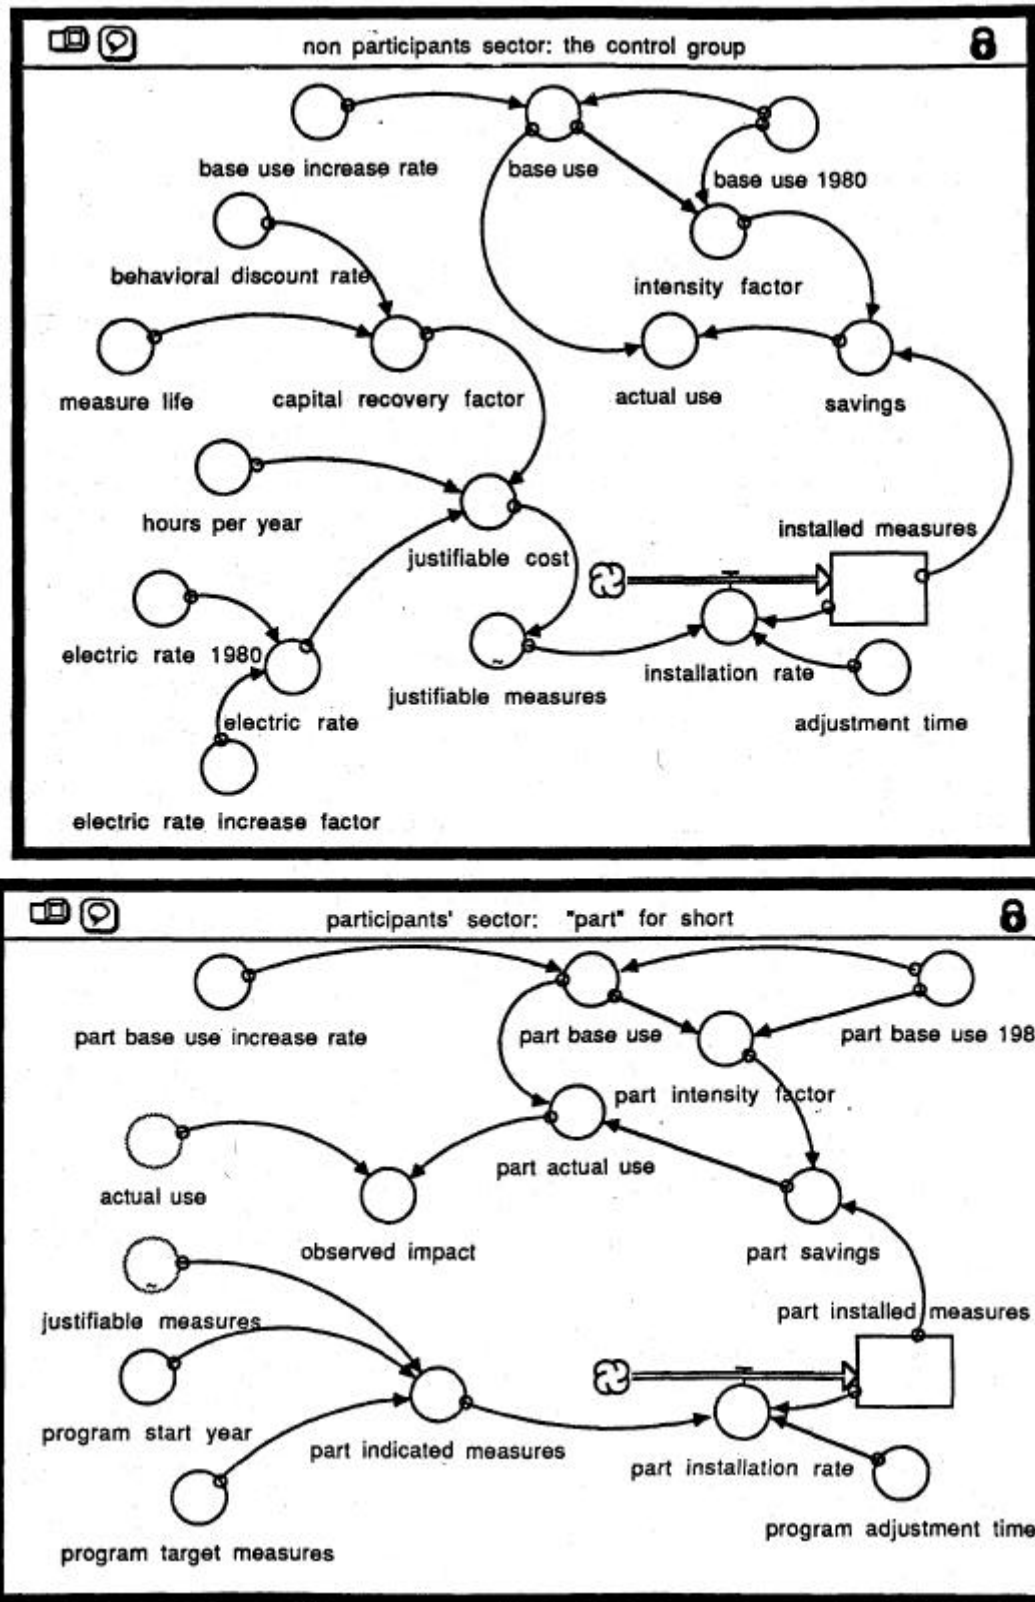 non participants sector: the control group
base use increase rate
base use
base use 1980
behavioral discount rate
intensity factor
measure life
capital recovery factor
actual use
savings
hours per year
justifiable cost
installed measures
electric rate 1980
justifiable measures
installation rate
electric rate
adjustment time
electric rate increase factor
participants' sector: "part" for short
part base use increase rate
part base use
part base use 198
part intensity factor
actual use
part actual use
observed impact
part savings
justifiable measures
part installed measures
program start year
part indicated measures
part installation rate
program target measures
program adjustment time